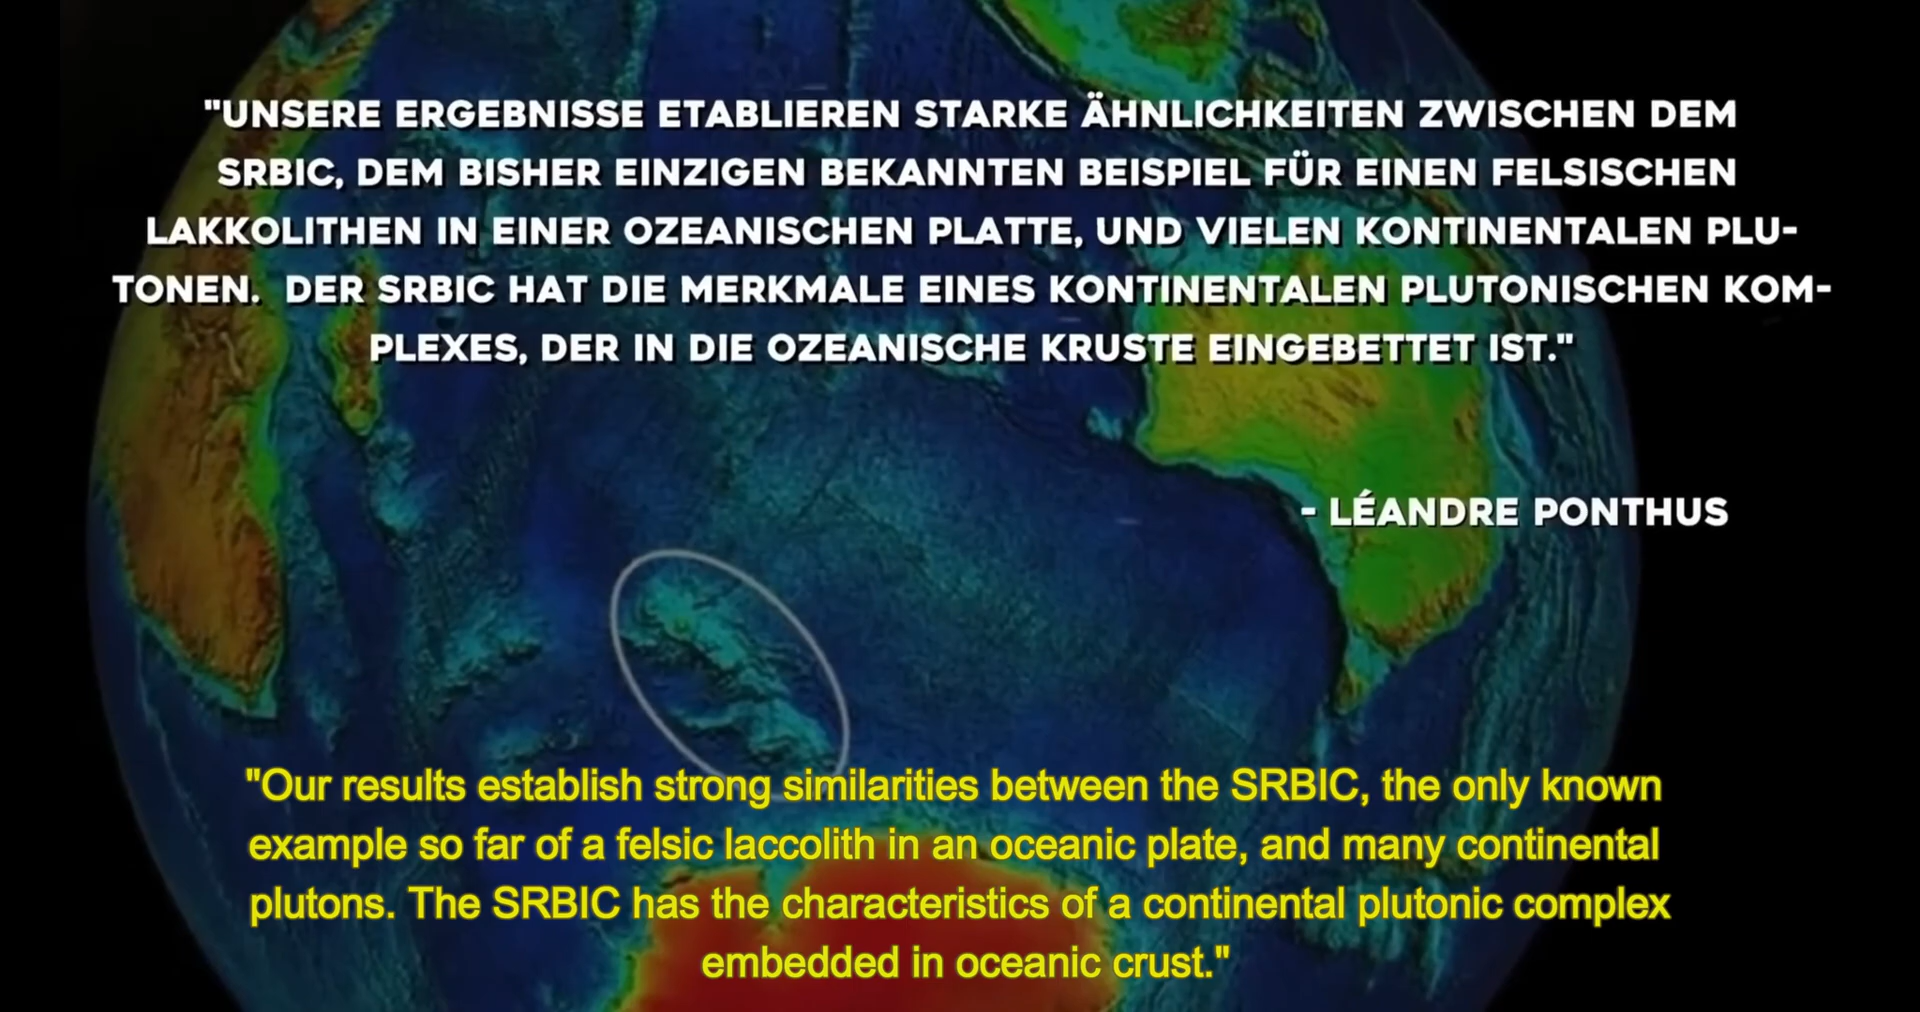 "UNSERE ERGEBNISSE ETABLIEREN STARKE ÄHNLICHKEITEN ZWISCHEN DEM
SRBIC, DEM BISHER EINZIGEN BEKANNTEN BEISPIEL FÜR EINEN FELSISCHEN
LAKKOLITHEN IN EINER OZEANISCHEN PLATTE, UND VIELEN KONTINENTALEN PLU-
TONEN. DER SRBIC HAT DIE MERKMALE EINES KONTINENTALEN PLUTONISCHEN KOM-
PLEXES, DER IN DIE OZEANISCHE KRUSTE EINGEBETTET IST."
- LÉANDRE PONTHUS
"Our results establish strong similarities between the SRBIC, the only known
example so far of a felsic laccolith in an oceanic plate, and many continental
plutons. The SRBIC has the characteristics of a continental plutonic complex
embedded in oceanic crust."